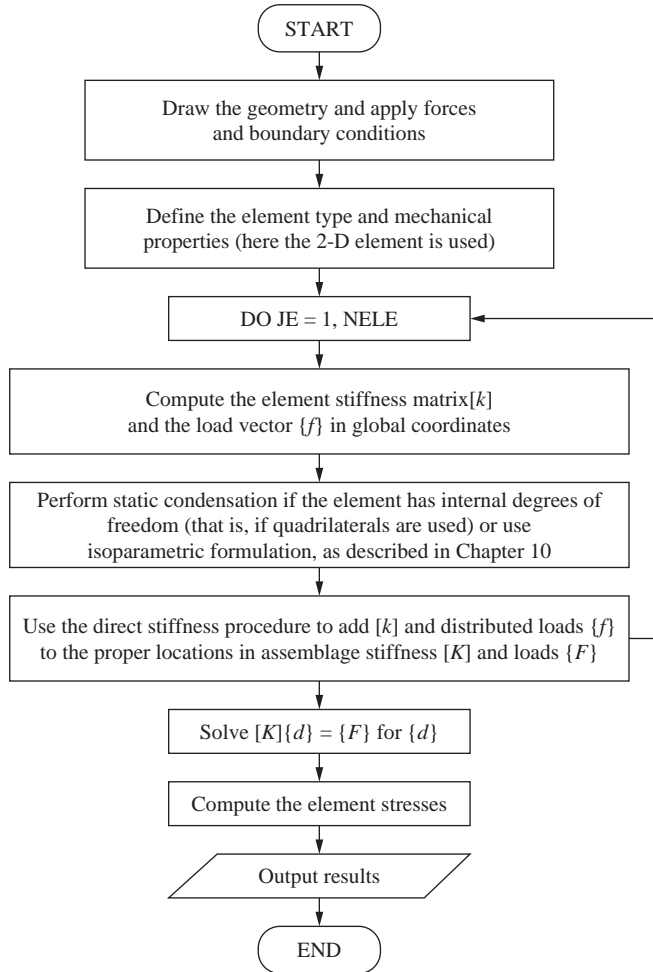 START
Draw the geometry and apply forces
and boundary conditions
Define the element type and mechanical
properties (here the 2-D element is used)
DO JE = 1, NELE
Compute the element stiffness matrix[k]
and the load vector {f} in global coordinates
Perform static condensation if the element has internal degrees of
freedom (that is, if quadrilaterals are used) or use
isoparametric formulation, as described in Chapter 10
Use the direct stiffness procedure to add [k] and distributed loads {f}
to the proper locations in assemblage stiffness [K] and loads {F}
Solve [K]{d} = {F} for {d}
Compute the element stresses
Output results
END